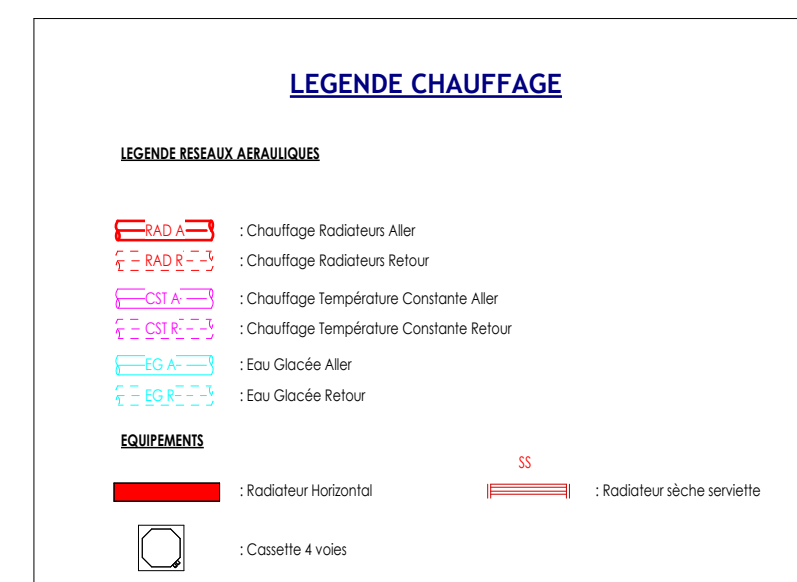 LEGENDE CHAUFFAGE
LEGENDE RESEAUX AERAULIQUES
RAD A : Chauffage Radiateurs Aller
RAD R : Chauffage Radiateurs Retour
CST A : Chauffage Température Constante Aller
CST R : Chauffage Température Constante Retour
EG A : Eau Glacée Aller
EG R : Eau Glacée Retour
EQUIPEMENTS
SS
: Radiateur Horizontal : Radiateur sèche serviette
: Cassette 4 voies